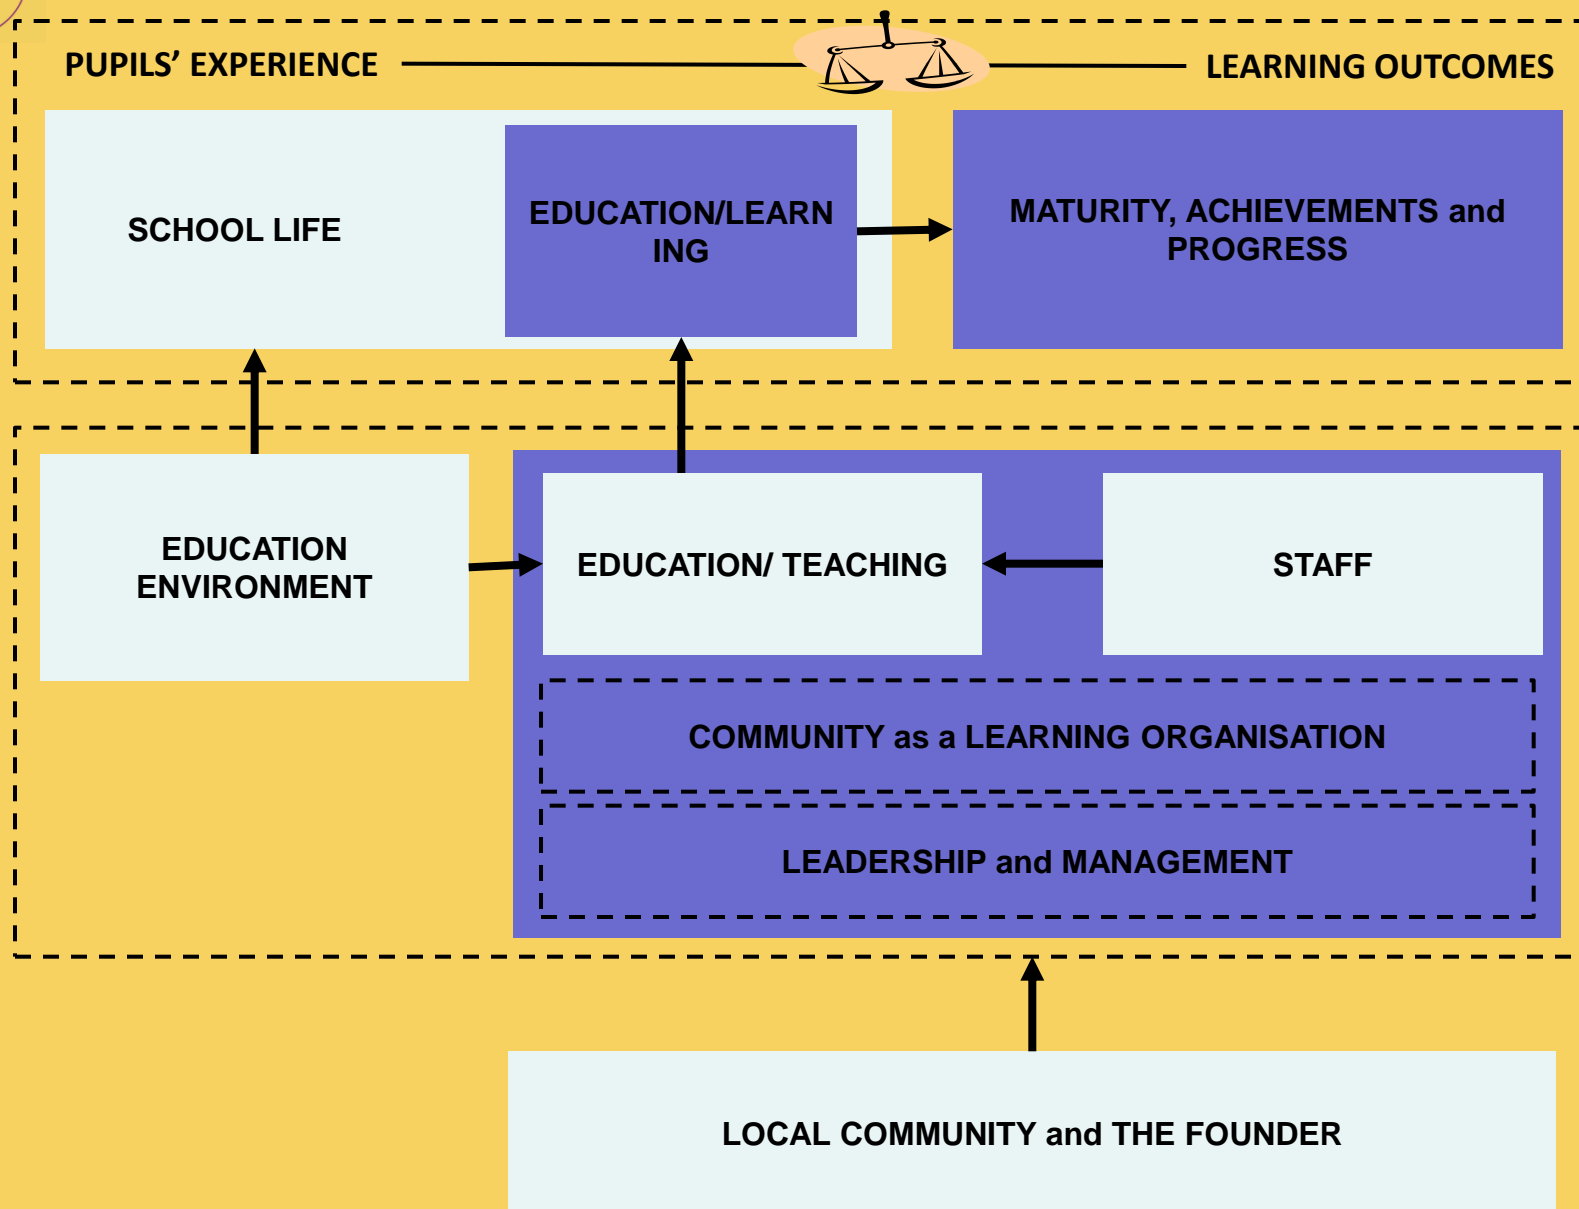 PUPILS’ EXPERIENCE
LEARNING OUTCOMES
SCHOOL LIFE
EDUCATION/LEARN
ING
MATURITY, ACHIEVEMENTS and
PROGRESS
EDUCATION
ENVIRONMENT
EDUCATION/ TEACHING
STAFF
COMMUNITY as a LEARNING ORGANISATION
LEADERSHIP and MANAGEMENT
LOCAL COMMUNITY and THE FOUNDER